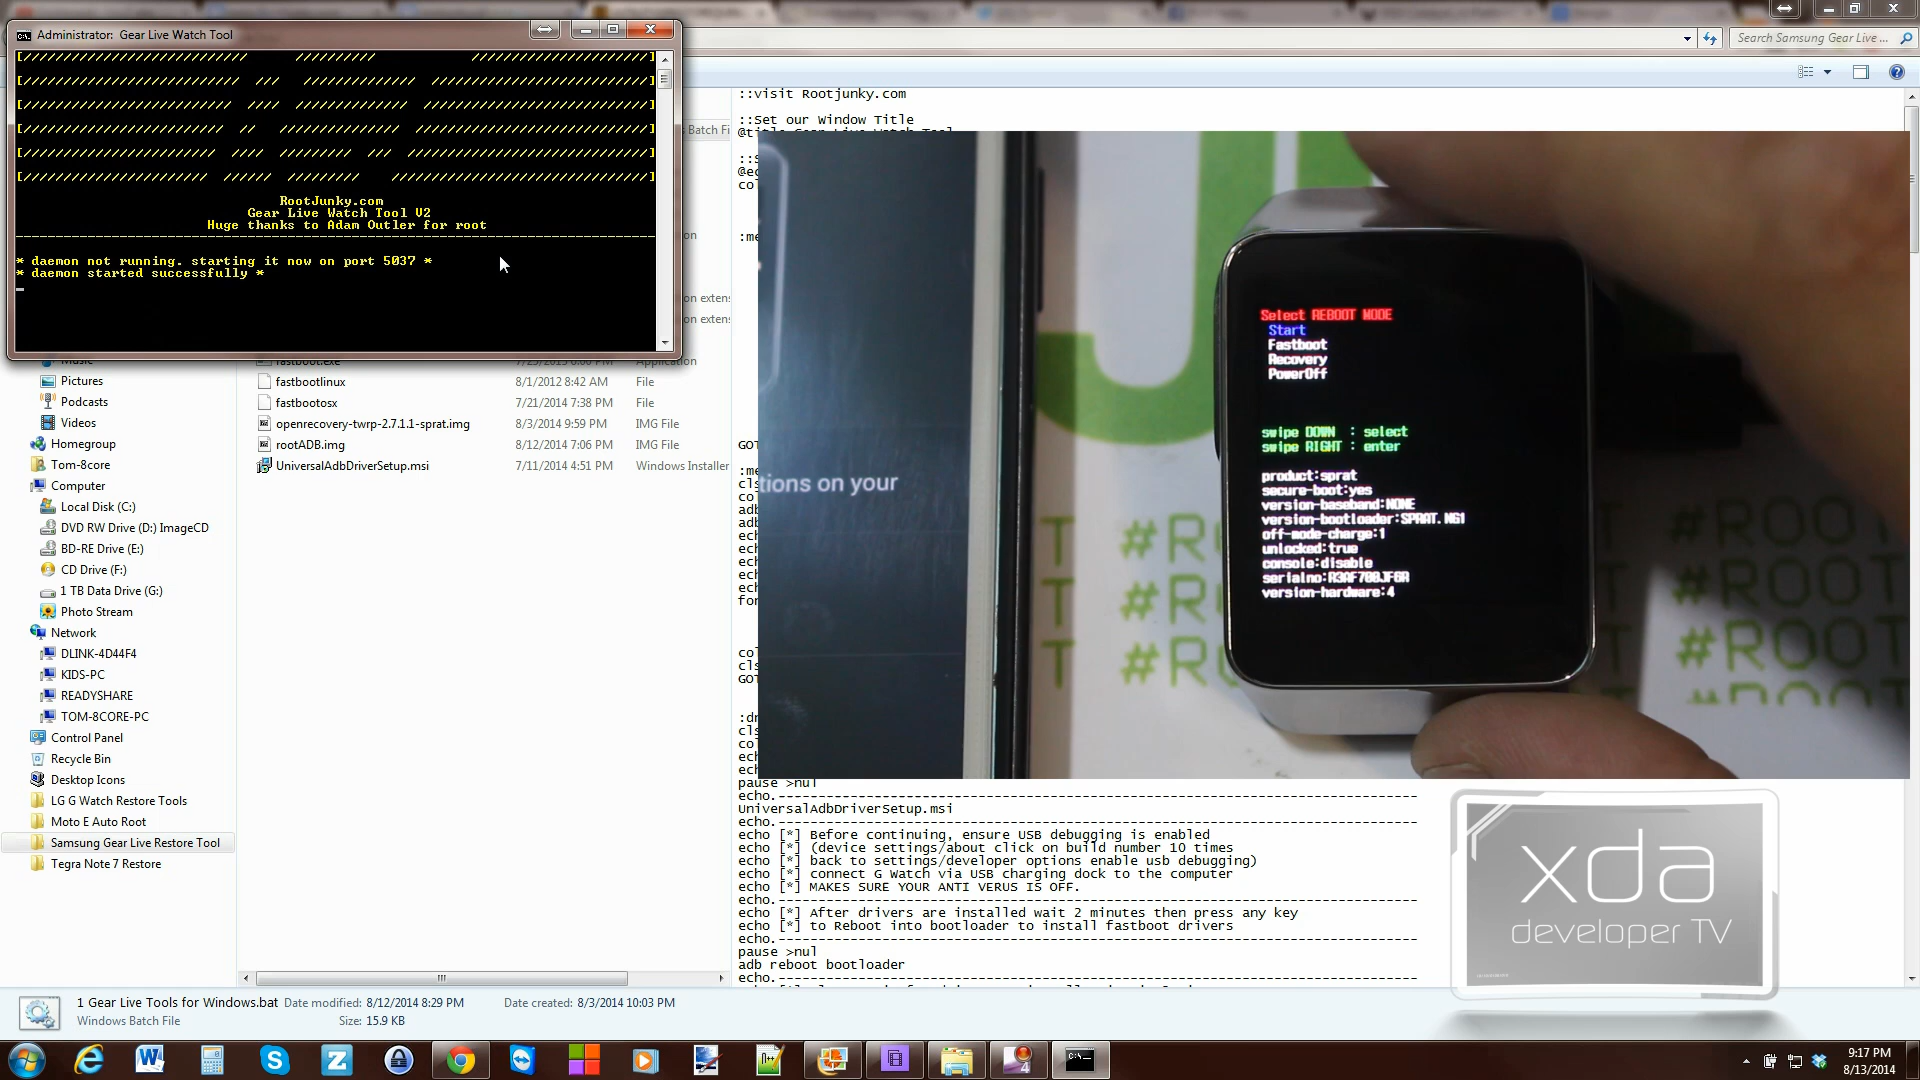 Administrator: Gear Live Watch Tool
Search Samsung Gear Live ...
RootJunky.com
Gear Live Watch Tool V2
Huge thanks to Adam Outler for root
* daemon not running. starting it now on port 5037 *
* daemon started successfully *
::visit Rootjunky.com
::Set our Window Title
Pictures
Podcasts
Videos
Homegroup
Tom-8core
Computer
Local Disk (C:)
DVD RW Drive (D:) ImageCD
BD-RE Drive (E:)
CD Drive (F:)
1 TB Data Drive (G:)
Photo Stream
Network
DLINK-4D44F4
KIDS-PC
READYSHARE
TOM-8CORE-PC
Control Panel
Recycle Bin
Desktop Icons
LG G Watch Restore Tools
Moto E Auto Root
Samsung Gear Live Restore Tool
Tegra Note 7 Restore
fastbootlinux 8/1/2012 8:42 AM File
fastbootosx 7/21/2014 7:38 PM File
openrecovery-twrp-2.7.1.1-sprat.img 8/3/2014 9:59 PM IMG File
rootADB.img 8/12/2014 7:06 PM IMG File
UniversalAdbDriverSetup.msi 7/11/2014 4:51 PM Windows Installer
tions on your
Select REBOOT MODE
Start
Fastboot
Recovery
PowerOff
swipe DOWN : select
swipe RIGHT : enter
product:sprat
secure-boot:yes
version-baseband:NONE
version-bootloader:SPRAT.NG1
off-mode-charge:1
unlocked:true
console:disable
version-hardware:4
#ROOT
#ROOT
#ROOT
pause >nul
echo.--------------------------------------------------------------------------------
UniversalAdbDriverSetup.msi
echo.--------------------------------------------------------------------------------
echo [*] Before continuing, ensure USB debugging is enabled
echo [*] (device settings/about click on build number 10 times
echo [*] back to settings/developer options enable usb debugging)
echo [*] connect G Watch via USB charging dock to the computer
echo [*] MAKES SURE YOUR ANTI VERUS IS OFF.
echo.--------------------------------------------------------------------------------
echo [*] After drivers are installed wait 2 minutes then press any key
echo [*] to Reboot into bootloader to install fastboot drivers
echo.--------------------------------------------------------------------------------
pause >nul
adb reboot bootloader
echo.--------------------------------------------------------------------------------
xda
developer TV
1 Gear Live Tools for Windows.bat Date modified: 8/12/2014 8:29 PM Date created: 8/3/2014 10:03 PM
Windows Batch File Size: 15.9 KB
9:17 PM
8/13/2014